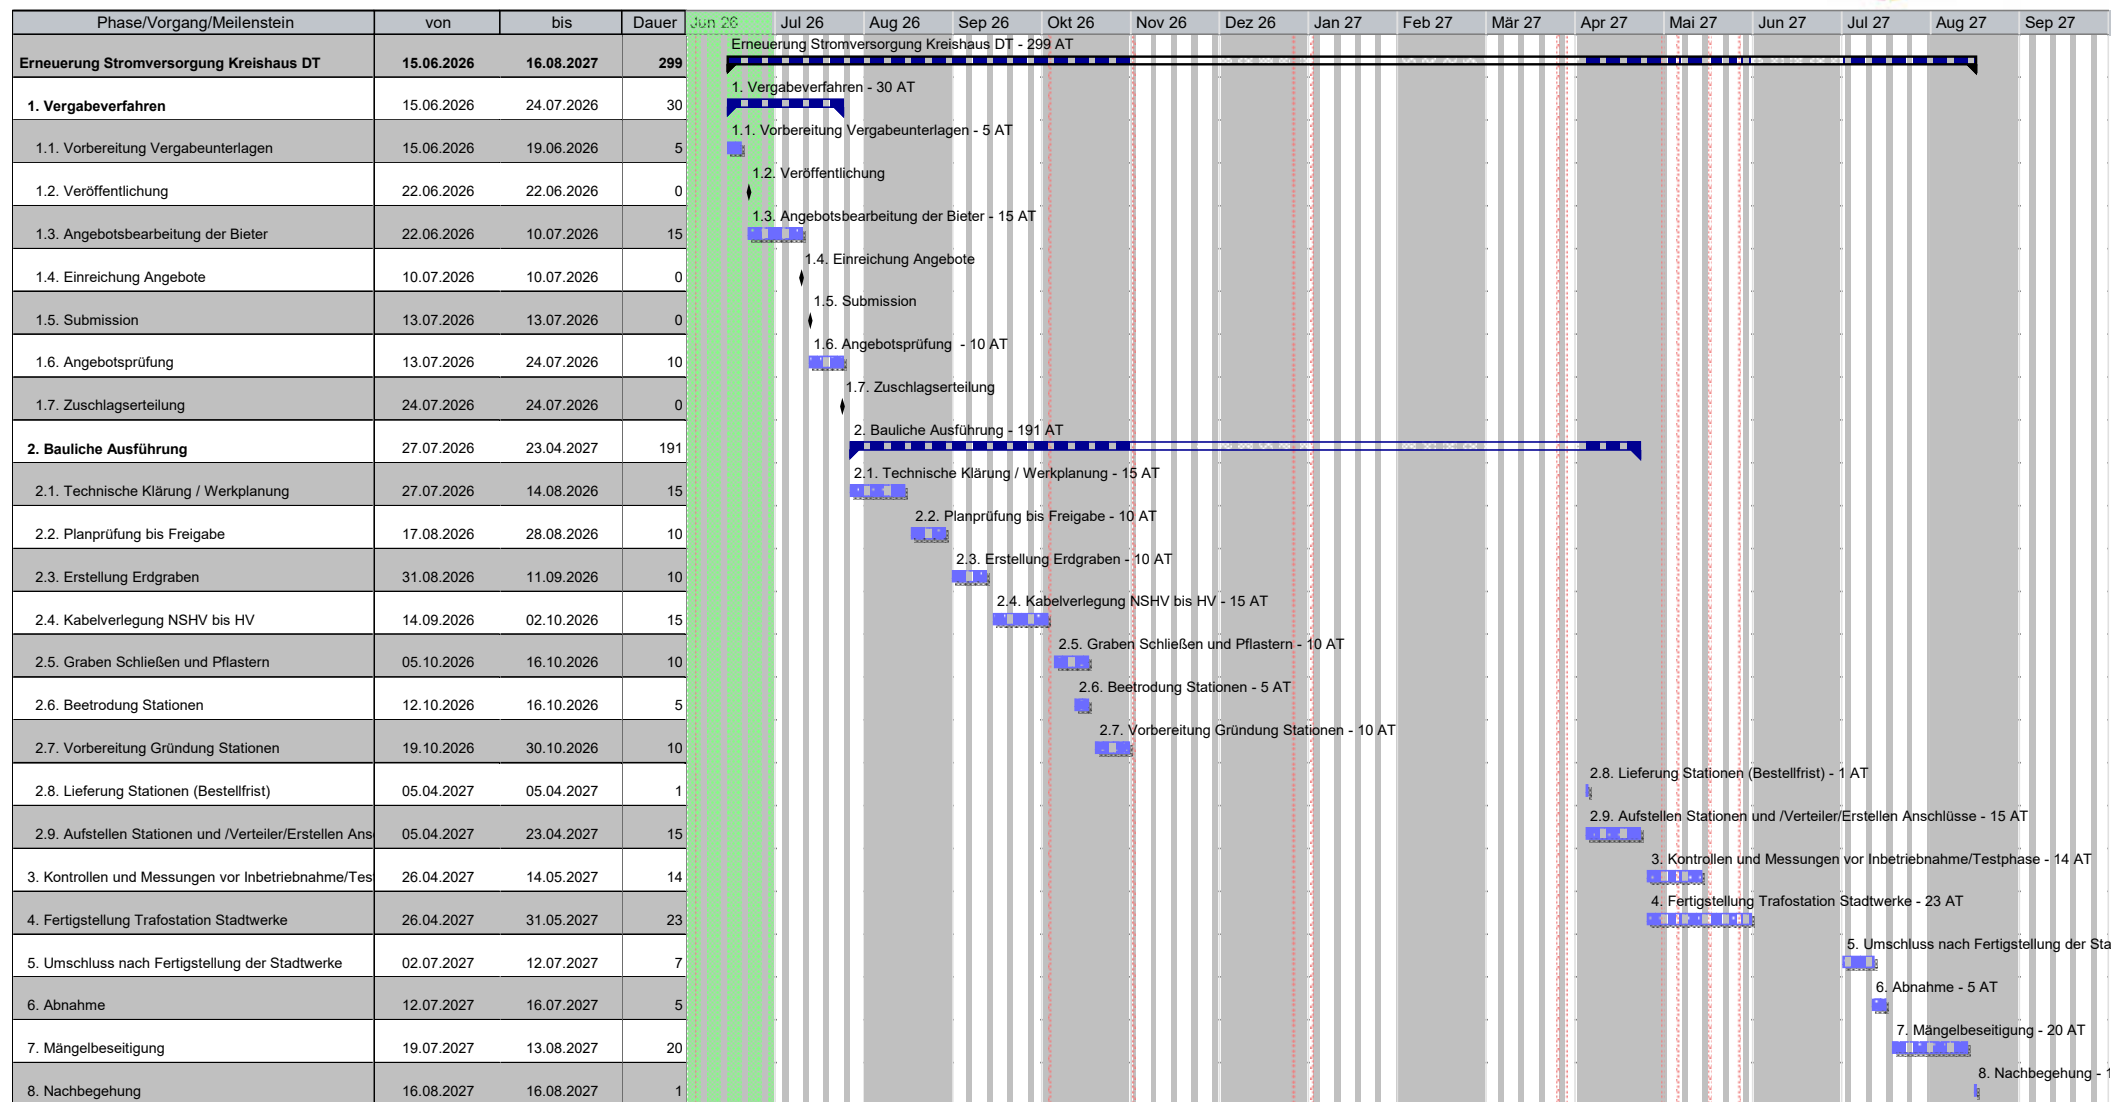 Phase/Vorgang/Meilenstein von bis Dauer Jun 26 Jul 26 Aug 26 Sep 26 Okt 26 Nov 26 Dez 26 Jan 27 Feb 27 Mär 27 Apr 27 Mai 27 Jun 27 Jul 27 Aug 27 Sep 27
Erneuerung Stromversorgung Kreishaus DT - 299 AT
Erneuerung Stromversorgung Kreishaus DT 15.06.2026 16.08.2027 299
1. Vergabeverfahren - 30 AT
1. Vergabeverfahren 15.06.2026 24.07.2026 30
1.1. Vorbereitung Vergabeunterlagen - 5 AT
1.1. Vorbereitung Vergabeunterlagen 15.06.2026 19.06.2026 5
1.2. Veröffentlichung
1.2. Veröffentlichung 22.06.2026 22.06.2026 0
1.3. Angebotsbearbeitung der Bieter - 15 AT
1.3. Angebotsbearbeitung der Bieter 22.06.2026 10.07.2026 15
1.4. Einreichung Angebote
1.4. Einreichung Angebote 10.07.2026 10.07.2026 0
1.5. Submission
1.5. Submission 13.07.2026 13.07.2026 0
1.6. Angebotsprüfung - 10 AT
1.6. Angebotsprüfung 13.07.2026 24.07.2026 10
1.7. Zuschlagserteilung
1.7. Zuschlagserteilung 24.07.2026 24.07.2026 0
2. Bauliche Ausführung - 191 AT
2. Bauliche Ausführung 27.07.2026 23.04.2027 191
2.1. Technische Klärung / Werkplanung - 15 AT
2.1. Technische Klärung / Werkplanung 27.07.2026 14.08.2026 15
2.2. Planprüfung bis Freigabe - 10 AT
2.2. Planprüfung bis Freigabe 17.08.2026 28.08.2026 10
2.3. Erstellung Erdgraben - 10 AT
2.3. Erstellung Erdgraben 31.08.2026 11.09.2026 10
2.4. Kabelverlegung NSHV bis HV - 15 AT
2.4. Kabelverlegung NSHV bis HV 14.09.2026 02.10.2026 15
2.5. Graben Schließen und Pflastern - 10 AT
2.5. Graben Schließen und Pflastern 05.10.2026 16.10.2026 10
2.6. Beetrodung Stationen - 5 AT
2.6. Beetrodung Stationen 12.10.2026 16.10.2026 5
2.7. Vorbereitung Gründung Stationen - 10 AT
2.7. Vorbereitung Gründung Stationen 19.10.2026 30.10.2026 10
2.8. Lieferung Stationen (Bestellfrist) - 1 AT
2.8. Lieferung Stationen (Bestellfrist) 05.04.2027 05.04.2027 1
2.9. Aufstellen Stationen und /Verteiler/Erstellen Anschlüsse - 15 AT
2.9. Aufstellen Stationen und /Verteiler/Erstellen Ans 05.04.2027 23.04.2027 15
3. Kontrollen und Messungen vor Inbetriebnahme/Testphase - 14 AT
3. Kontrollen und Messungen vor Inbetriebnahme/Tes 26.04.2027 14.05.2027 14
4. Fertigstellung Trafostation Stadtwerke - 23 AT
4. Fertigstellung Trafostation Stadtwerke 26.04.2027 31.05.2027 23
5. Umschluss nach Fertigstellung der Sta
5. Umschluss nach Fertigstellung der Stadtwerke 02.07.2027 12.07.2027 7
6. Abnahme - 5 AT
6. Abnahme 12.07.2027 16.07.2027 5
7. Mängelbeseitigung - 20 AT
7. Mängelbeseitigung 19.07.2027 13.08.2027 20
8. Nachbegehung - 1
8. Nachbegehung 16.08.2027 16.08.2027 1